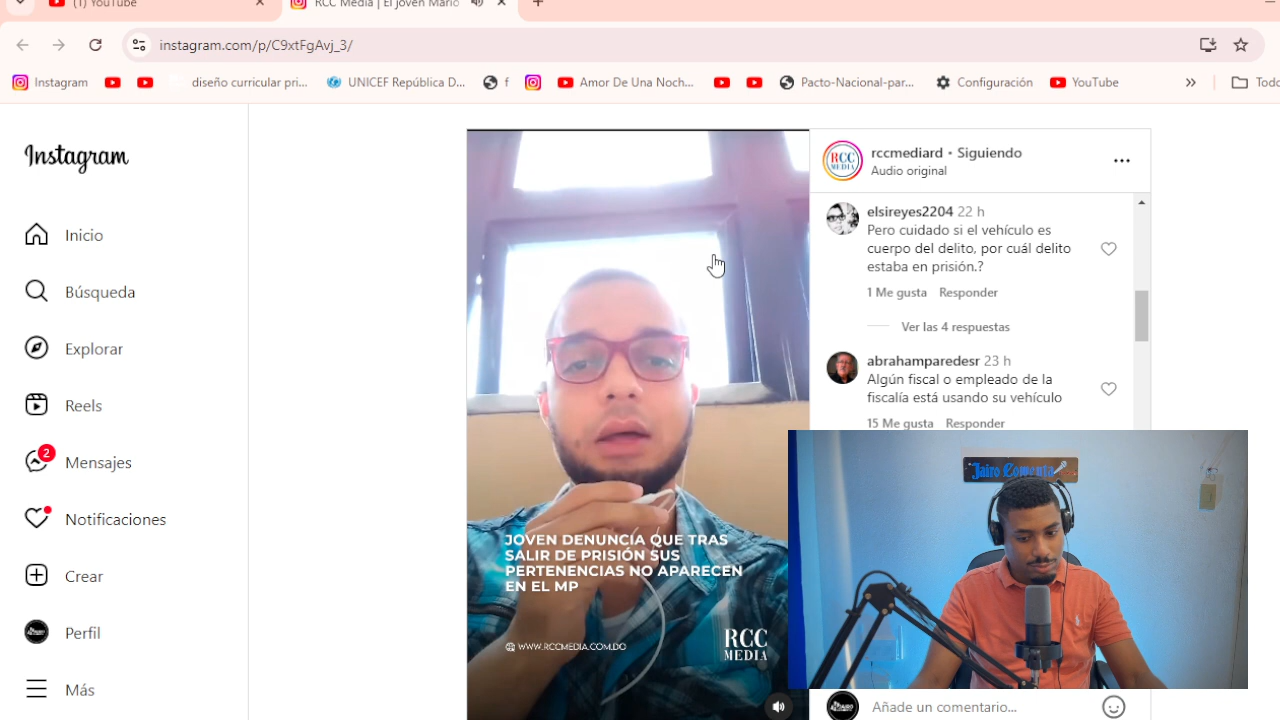 (1) YouTube
RCC Media | El joven Mario
instagram.com/p/C9xtFgAvj_3/
Instagram
diseño curricular pri...
UNICEF República D...
f
Amor De Una Noch...
Pacto-Nacional-par...
Configuración
YouTube
»
Todo
Instagram
Inicio
Búsqueda
Explorar
Reels
2
Mensajes
Notificaciones
Crear
Perfil
Más
JOVEN DENUNCIA QUE TRAS
SALIR DE PRISIÓN SUS
PERTENENCIAS NO APARECEN
EN EL MP
WWW.RCCMEDIA.COM.DO
RCC
MEDIA
RCC
MEDIA
rccmediard • Siguiendo
Audio original
elsireyes2204 22 h
Pero cuidado si el vehículo es
cuerpo del delito, por cuál delito
estaba en prisión.?
1 Me gusta Responder
Ver las 4 respuestas
abrahamparedesr 23 h
Algún fiscal o empleado de la
fiscalía está usando su vehículo
15 Me gusta Responder
Jairo Comenta
Añade un comentario...